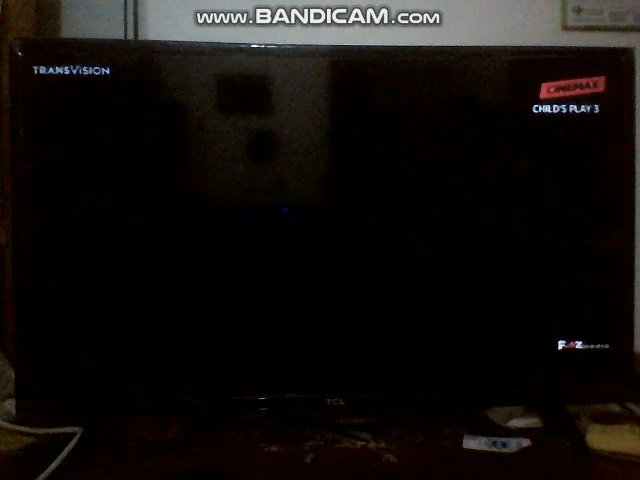 www.BANDICAM.com
TRANSVISION
CINEMAX
CHILD'S PLAY 3
TCL